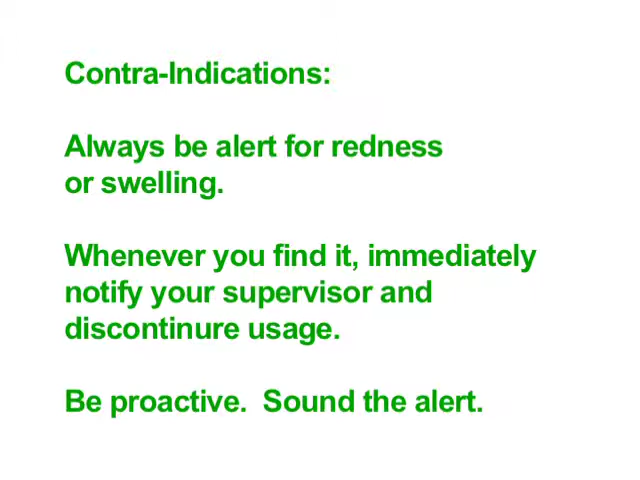 Contra-Indications:
Always be alert for redness
or swelling.
Whenever you find it, immediately
notify your supervisor and
discontinure usage.
Be proactive.  Sound the alert.